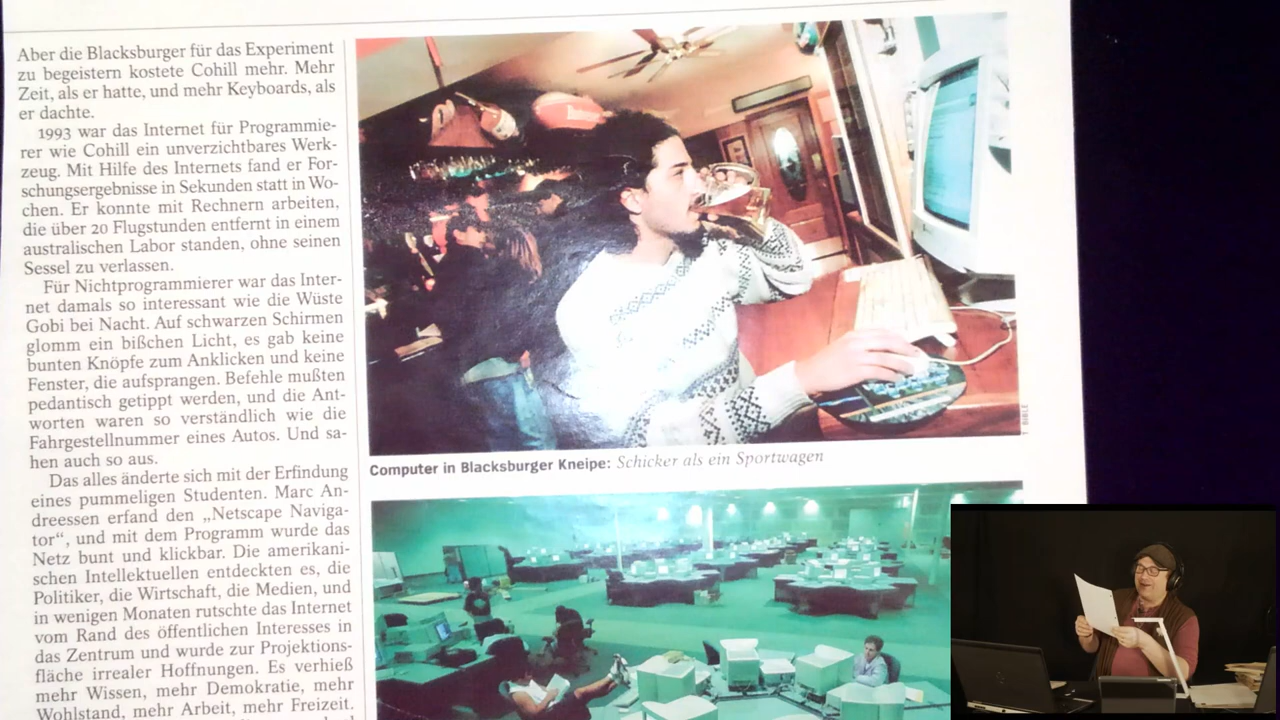 Aber die Blacksburger für das Experiment
zu begeistern kostete Cohill mehr. Mehr
Zeit, als er hatte, und mehr Keyboards, als
er dachte.
1993 war das Internet für Programmie-
rer wie Cohill ein unverzichtbares Werk-
zeug. Mit Hilfe des Internets fand er For-
schungsergebnisse in Sekunden statt in Wo-
chen. Er konnte mit Rechnern arbeiten,
die über 20 Flugstunden entfernt in einem
australischen Labor standen, ohne seinen
Sessel zu verlassen.
Für Nichtprogrammierer war das Inter-
net damals so interessant wie die Wüste
Gobi bei Nacht. Auf schwarzen Schirmen
glomm ein bißchen Licht, es gab keine
bunten Knöpfe zum Anklicken und keine
Fenster, die aufsprangen. Befehle mußten
pedantisch getippt werden, und die Ant-
worten waren so verständlich wie die
Fahrgestellnummer eines Autos. Und sa-
hen auch so aus.
Das alles änderte sich mit der Erfindung
eines pummeligen Studenten. Marc An-
dreessen erfand den „Netscape Naviga-
tor“, und mit dem Programm wurde das
Netz bunt und klickbar. Die amerikani-
schen Intellektuellen entdeckten es, die
Politiker, die Wirtschaft, die Medien, und
in wenigen Monaten rutschte das Internet
vom Rand des öffentlichen Interesses in
das Zentrum und wurde zur Projektions-
fläche irrealer Hoffnungen. Es verhieß
mehr Wissen, mehr Demokratie, mehr
Wohlstand, mehr Arbeit, mehr Freizeit.
T. BIBLE
Computer in Blacksburger Kneipe: Schicker als ein Sportwagen